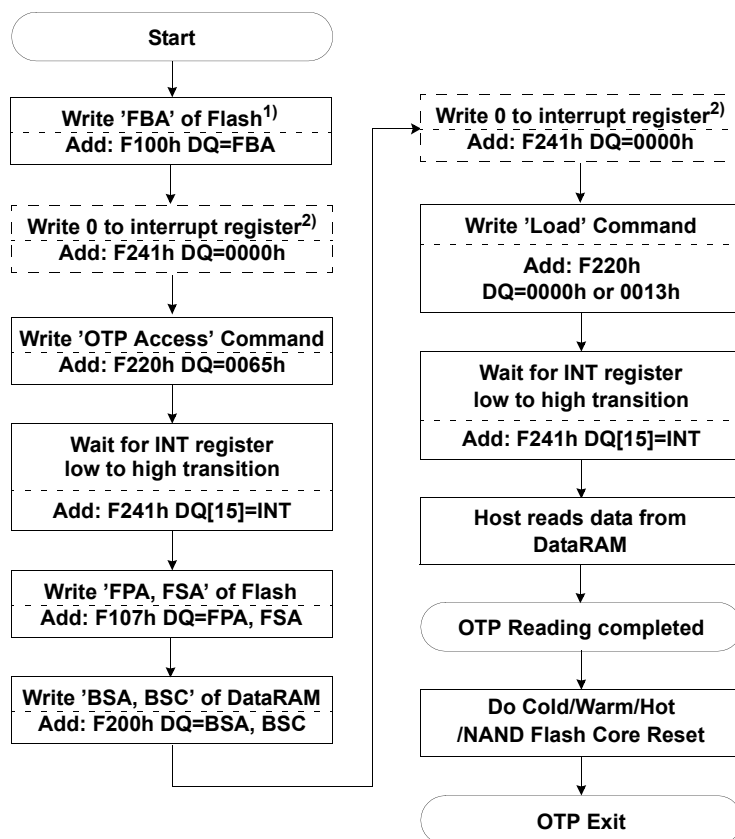 Start
Write 'FBA' of Flash1)
Add: F100h DQ=FBA
Write 0 to interrupt register2)
Add: F241h DQ=0000h
Write 'OTP Access' Command
Add: F220h DQ=0065h
Wait for INT register
low to high transition
Add: F241h DQ[15]=INT
Write 'FPA, FSA' of Flash
Add: F107h DQ=FPA, FSA
Write 'BSA, BSC' of DataRAM
Add: F200h DQ=BSA, BSC
Write 0 to interrupt register2)
Add: F241h DQ=0000h
Write 'Load' Command
Add: F220h
DQ=0000h or 0013h
Wait for INT register
low to high transition
Add: F241h DQ[15]=INT
Host reads data from
DataRAM
OTP Reading completed
Do Cold/Warm/Hot
/NAND Flash Core Reset
OTP Exit